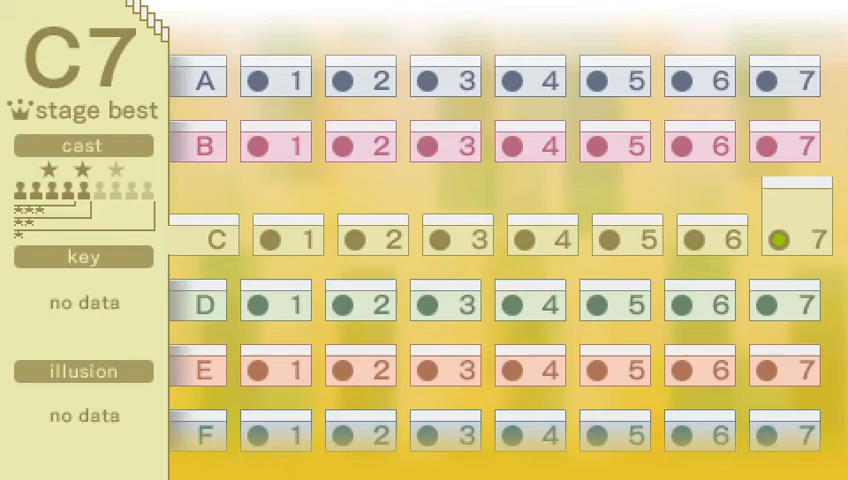 C7
stage best
cast
★ ★ ★
***
**
*
key
no data
illusion
no data
A 1 2 3 4 5 6 7
B 1 2 3 4 5 6 7
C 1 2 3 4 5 6 7
D 1 2 3 4 5 6 7
E 1 2 3 4 5 6 7
F 1 2 3 4 5 6 7